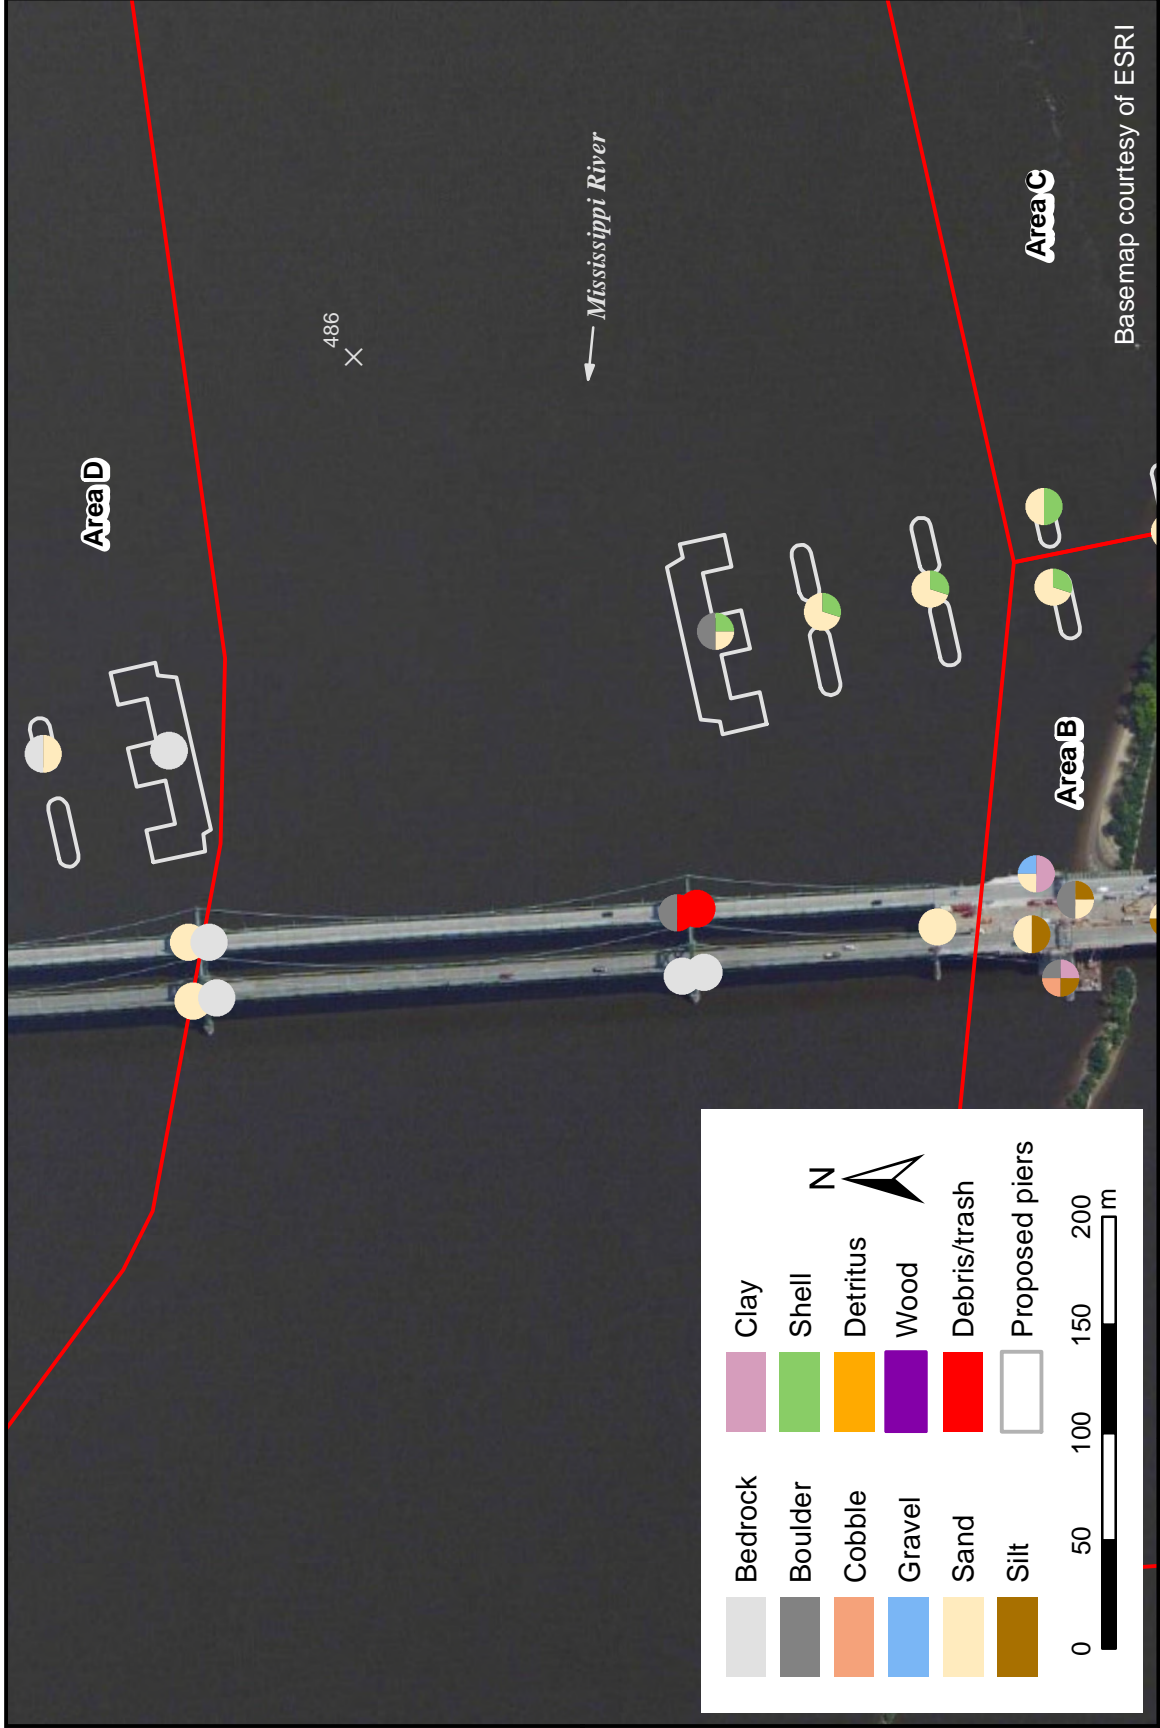 Area D
486
Mississippi River
Area C
Area B
Basemap courtesy of ESRI
N
Bedrock
Boulder
Cobble
Gravel
Sand
Silt
Clay
Shell
Detritus
Wood
Debris/trash
Proposed piers
0 50 100 150 200
m